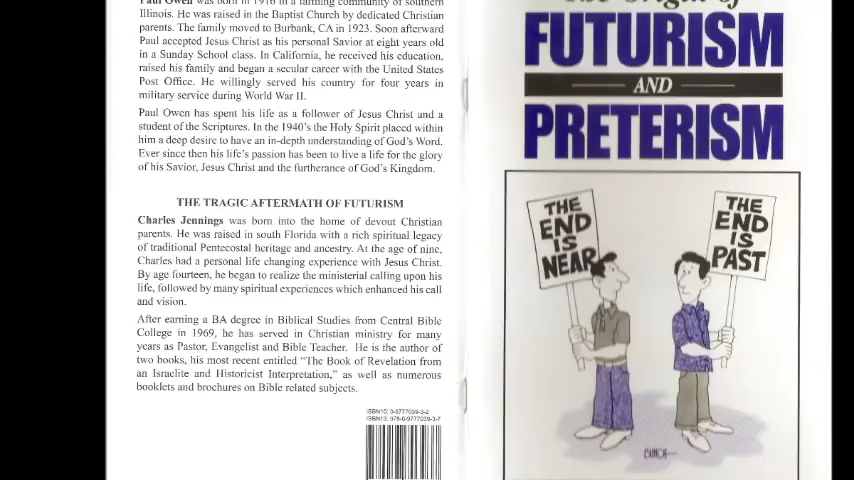 Paul Owen was born in 1916 in a farming community of southern
Illinois. He was raised in the Baptist Church by dedicated Christian
parents. The family moved to Burbank, CA in 1923. Soon afterward
Paul accepted Jesus Christ as his personal Savior at eight years old
in a Sunday School class. In California, he received his education,
raised his family and began a secular career with the United States
Post Office. He willingly served his country for four years in
military service during World War II.
Paul Owen has spent his life as a follower of Jesus Christ and a
student of the Scriptures. In the 1940's the Holy Spirit placed within
him a deep desire to have an in-depth understanding of God's Word.
Ever since then his life's passion has been to live a life for the glory
of his Savior, Jesus Christ and the furtherance of God's Kingdom.
THE TRAGIC AFTERMATH OF FUTURISM
Charles Jennings was born into the home of devout Christian
parents. He was raised in south Florida with a rich spiritual legacy
of traditional Pentecostal heritage and ancestry. At the age of nine,
Charles had a personal life changing experience with Jesus Christ.
By age fourteen, he began to realize the ministerial calling upon his
life, followed by many spiritual experiences which enhanced his call
and vision.
After earning a BA degree in Biblical Studies from Central Bible
College in 1969, he has served in Christian ministry for many
years as Pastor, Evangelist and Bible Teacher. He is the author of
two books, his most recent entitled “The Book of Revelation from
an Israelite and Historicist Interpretation,” as well as numerous
booklets and brochures on Bible related subjects.
ISBN10: 0-9777039-3-2
ISBN13: 978-0-9777039-3-7
The Origin of
FUTURISM
AND
PRETERISM
THE
END
IS
NEAR
THE
END
IS
PAST